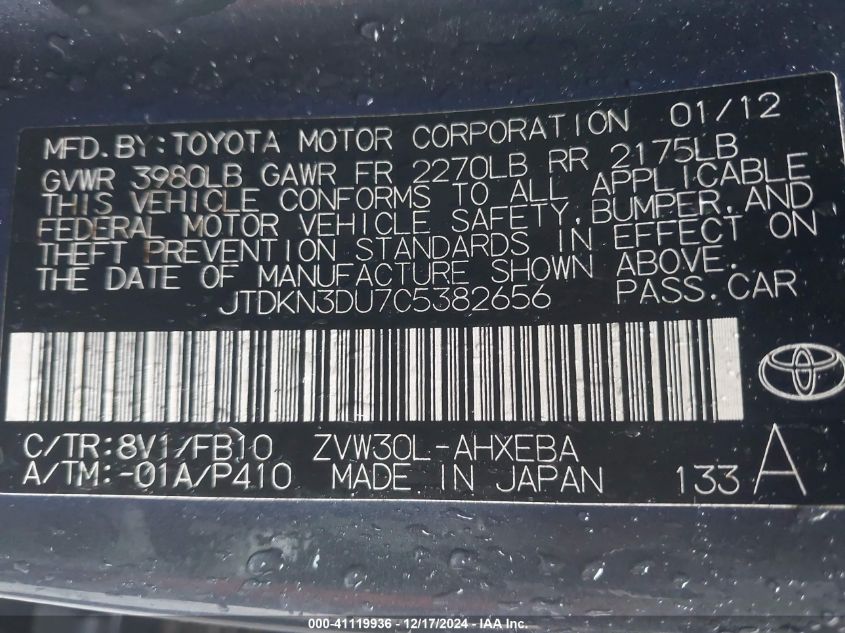 MFD. BY: TOYOTA MOTOR CORPORATION 01/12
GVWR 3980LB GAWR FR 2270LB RR 2175LB
THIS VEHICLE CONFORMS TO ALL APPLICABLE
FEDERAL MOTOR VEHICLE SAFETY, BUMPER, AND
THEFT PREVENTION STANDARDS IN EFFECT ON
THE DATE OF MANUFACTURE SHOWN ABOVE.
JTDKN3DU7C5382656 PASS. CAR
C/TR: 8V1/FB10 ZVW30L-AHXEBA
A/TM: -01A/P410 MADE IN JAPAN 133 A
000-41119936 - 12/17/2024 - IAA Inc.